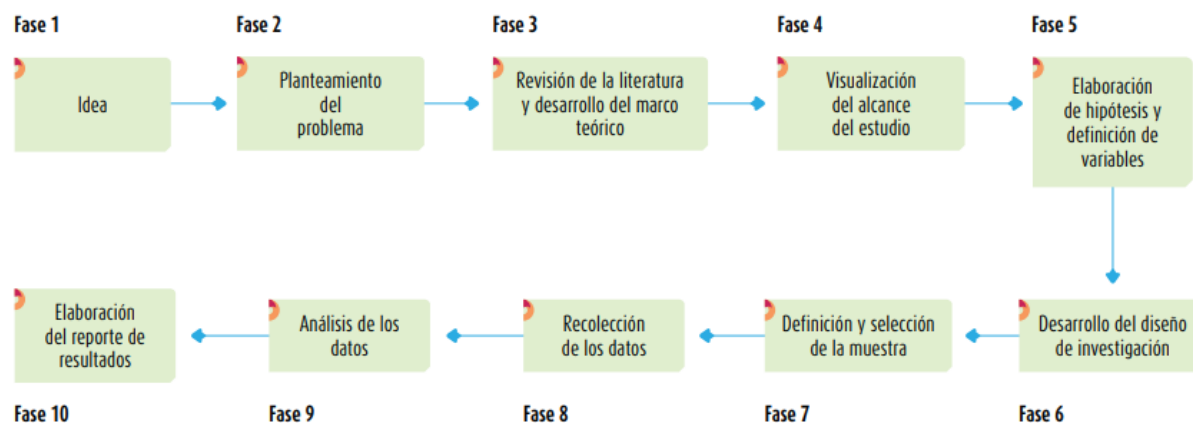 Fase 1
Fase 2
Fase 3
Fase 4
Fase 5
Idea
Planteamiento
del
problema
Revisión de la literatura
y desarrollo del marco
teórico
Visualización
del alcance
del estudio
Elaboración
de hipótesis y
definición de
variables
Desarrollo del diseño
de investigación
Definición y selección
de la muestra
Recolección
de los datos
Análisis de los
datos
Elaboración
del reporte de
resultados
Fase 10
Fase 9
Fase 8
Fase 7
Fase 6